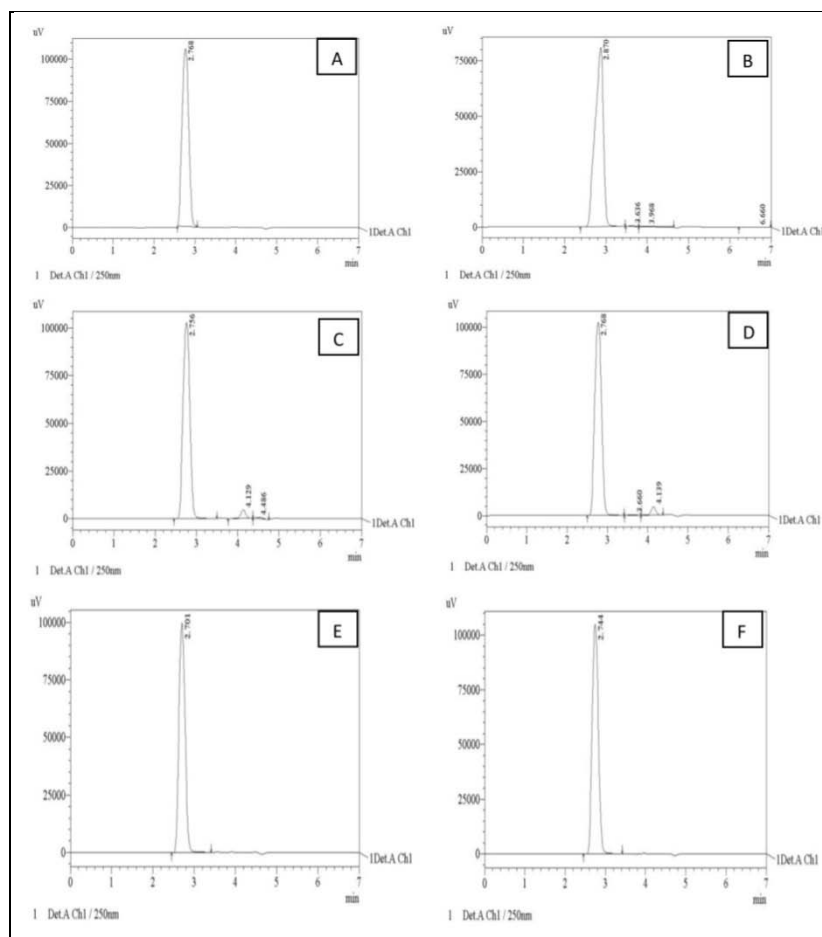 uV
A
100000
2.768
75000
50000
25000
0
1Det.A Ch1
0 1 2 3 4 5 6 7
min
1 Det.A Ch1 / 250nm
uV
B
75000
2.870
50000
25000
3.636
3.968
6.660
0
1Det.A Ch1
0 1 2 3 4 5 6 7
min
1 Det.A Ch1 / 250nm
uV
C
100000
2.756
75000
50000
25000
4.129
4.486
0
1Det.A Ch1
0 1 2 3 4 5 6 7
min
1 Det.A Ch1 / 250nm
uV
D
100000
2.768
75000
50000
25000
3.660
4.139
0
1Det.A Ch1
0 1 2 3 4 5 6 7
min
1 Det.A Ch1 / 250nm
uV
E
100000
2.701
75000
50000
25000
0
1Det.A Ch1
0 1 2 3 4 5 6 7
min
1 Det.A Ch1 / 250nm
uV
F
100000
2.744
75000
50000
25000
0
1Det.A Ch1
0 1 2 3 4 5 6 7
min
1 Det.A Ch1 / 250nm